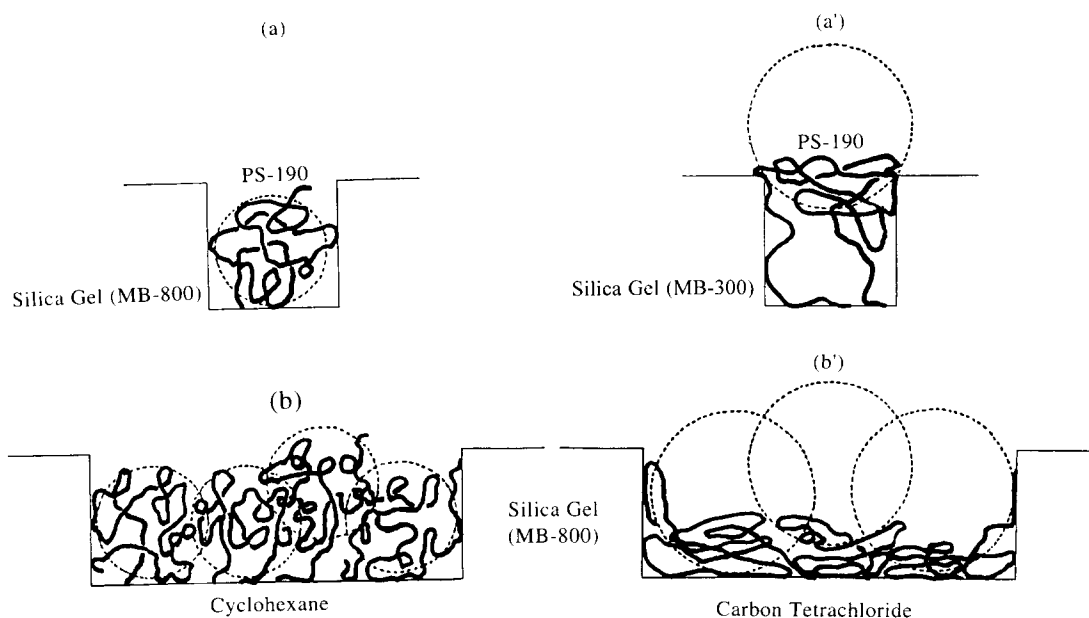 (a)
(a')
PS-190
PS-190
Silica Gel (MB-800)
Silica Gel (MB-300)
(b)
(b')
Silica Gel
(MB-800)
Cyclohexane
Carbon Tetrachloride